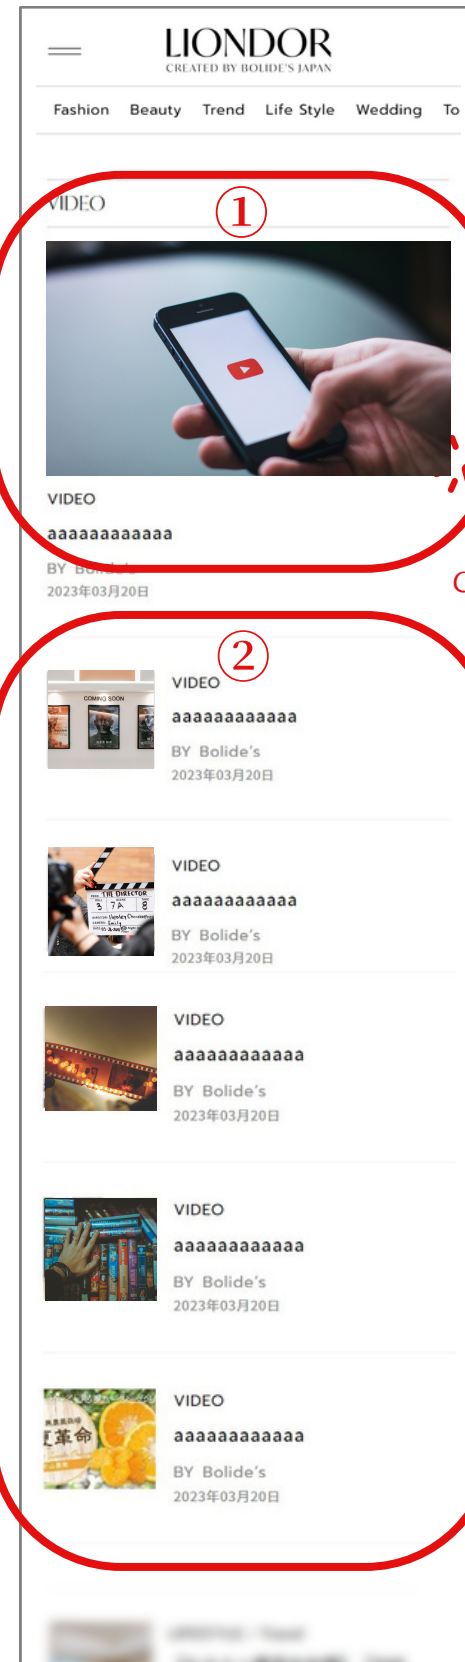 LIONDOR
CREATED BY BOLIDE'S JAPAN
Fashion Beauty Trend Life Style Wedding To
VIDEO
①
VIDEO
aaaaaaaaaaaa
BY Bolide's
2023年03月20日
②
COMING SOON
VIDEO
aaaaaaaaaaaa
BY Bolide's
2023年03月20日
THE DIRECTOR
3 7A 8
VIDEO
aaaaaaaaaaaa
BY Bolide's
2023年03月20日
VIDEO
aaaaaaaaaaaa
BY Bolide's
2023年03月20日
VIDEO
aaaaaaaaaaaa
BY Bolide's
2023年03月20日
革命
VIDEO
aaaaaaaaaaaa
BY Bolide's
2023年03月20日